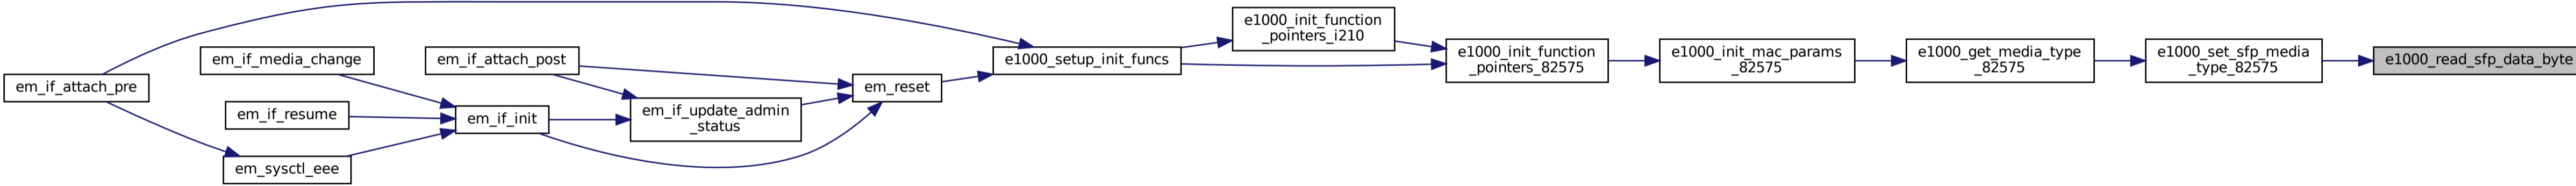 em_if_attach_pre
em_if_media_change
em_if_resume
em_sysctl_eee
em_if_attach_post
em_if_init
em_if_update_admin
_status
em_reset
e1000_setup_init_funcs
e1000_init_function
_pointers_i210
e1000_init_function
_pointers_82575
e1000_init_mac_params
_82575
e1000_get_media_type
_82575
e1000_set_sfp_media
_type_82575
e1000_read_sfp_data_byte